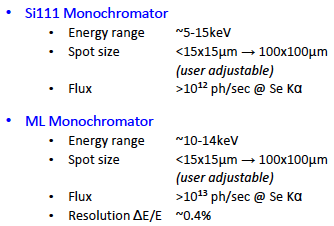 • Si111 Monochromator
• Energy range ~5-15keV
• Spot size <15x15µm → 100x100µm
(user adjustable)
• Flux >10¹² ph/sec @ Se Kα
• ML Monochromator
• Energy range ~10-14keV
• Spot size <15x15µm → 100x100µm
(user adjustable)
• Flux >10¹³ ph/sec @ Se Kα
• Resolution ΔE/E ~0.4%